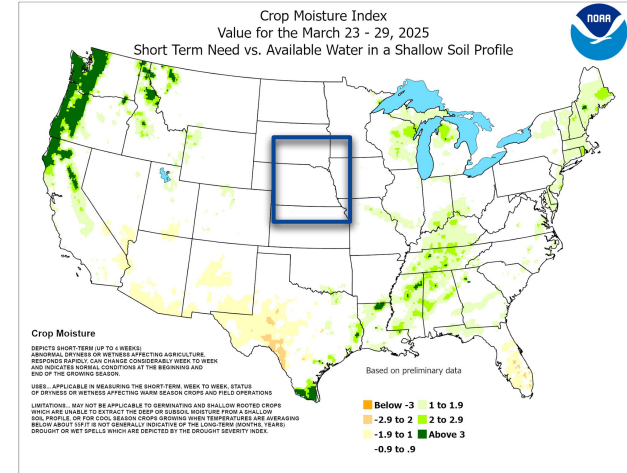 Crop Moisture Index
Value for the March 23 - 29, 2025
Short Term Need vs. Available Water in a Shallow Soil Profile
NOAA
Crop Moisture
DEPICTS SHORT-TERM (UP TO 4 WEEKS)
ABNORMAL DRYNESS OR WETNESS AFFECTING AGRICULTURE,
RESPONDS RAPIDLY, CAN CHANGE CONSIDERABLY WEEK TO WEEK
AND INDICATES NORMAL CONDITIONS AT THE BEGINNING AND
END OF THE GROWING SEASON.
USES... APPLICABLE IN MEASURING THE SHORT-TERM, WEEK TO WEEK, STATUS
OF DRYNESS OR WETNESS AFFECTING WARM SEASON CROPS AND FIELD OPERATIONS
LIMITATIONS... MAY NOT BE APPLICABLE TO GERMINATING AND SHALLOW ROOTED CROPS
WHICH ARE UNABLE TO EXTRACT THE DEEP OR SUBSOIL MOISTURE FROM A SHALLOW
SOIL PROFILE, OR FOR COOL SEASON CROPS GROWING WHEN TEMPERATURES ARE AVERAGING
BELOW ABOUT 55F.IT IS NOT GENERALLY INDICATIVE OF THE LONG-TERM (MONTHS, YEARS)
DROUGHT OR WET SPELLS WHICH ARE DEPICTED BY THE DROUGHT SEVERITY INDEX.
Based on preliminary data
Below -3 1 to 1.9
-2.9 to 2 2 to 2.9
-1.9 to 1 Above 3
-0.9 to .9